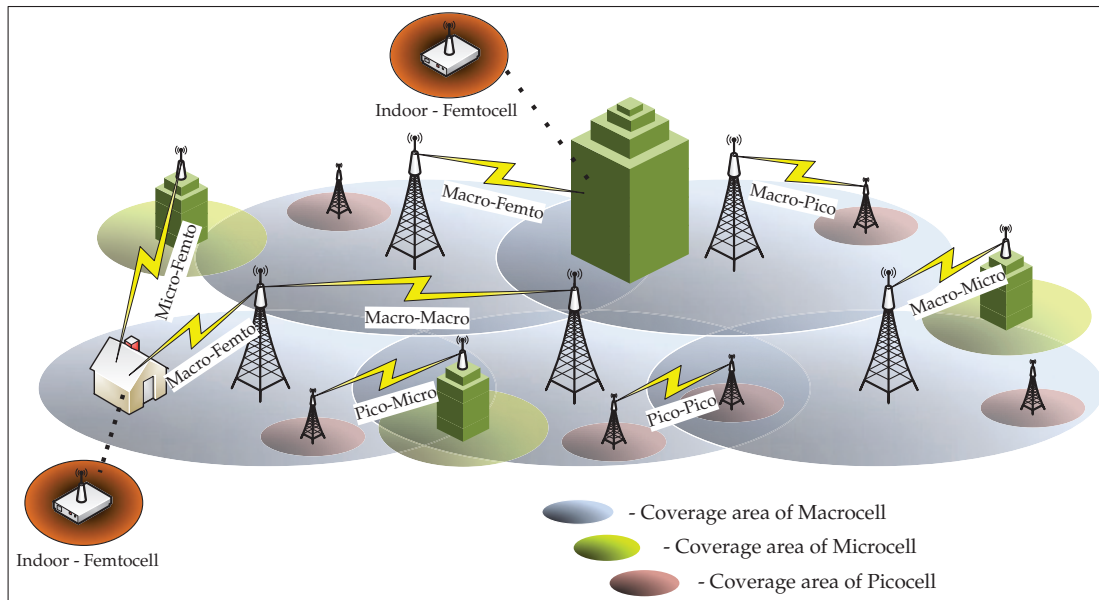 Indoor - Femtocell
Macro-Femto
Macro-Pico
Micro-Femto
Macro-Micro
Macro-Macro
Macro-Femto
Pico-Micro
Pico-Pico
Indoor - Femtocell
- Coverage area of Macrocell
- Coverage area of Microcell
- Coverage area of Picocell